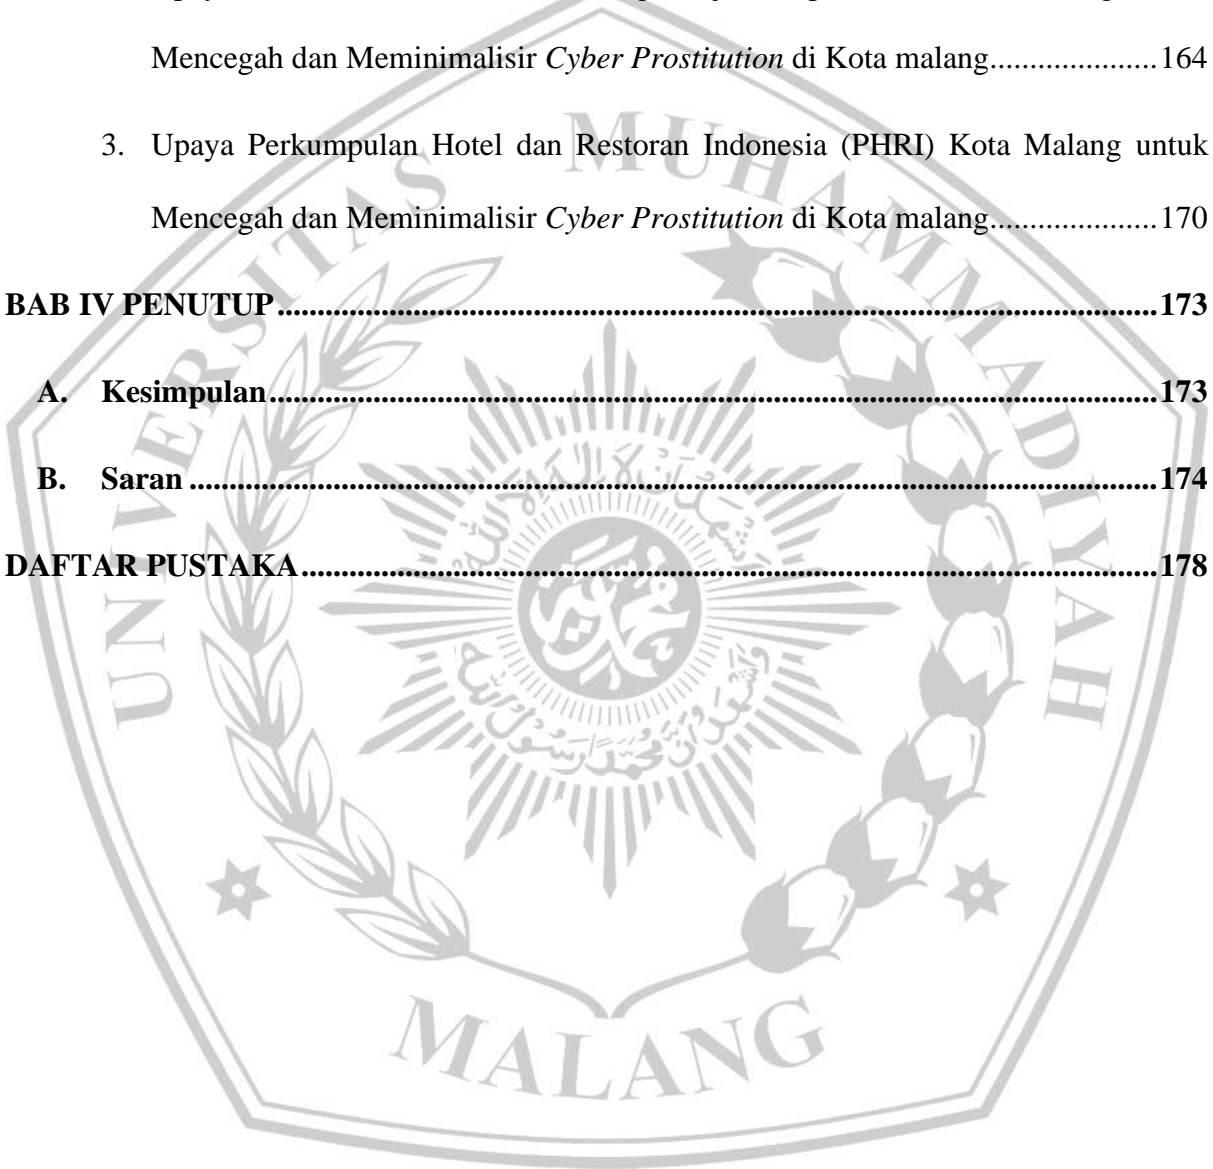 Mencegah dan Meminimalisir Cyber Prostitution di Kota malang.....................164
3. Upaya Perkumpulan Hotel dan Restoran Indonesia (PHRI) Kota Malang untuk
Mencegah dan Meminimalisir Cyber Prostitution di Kota malang.....................170
BAB IV PENUTUP...............................................................................................................173
A. Kesimpulan................................................................................................................173
B. Saran..........................................................................................................................174
DAFTAR PUSTAKA............................................................................................................178
UNIVERSITAS MUHAMMADIYAH
MALANG